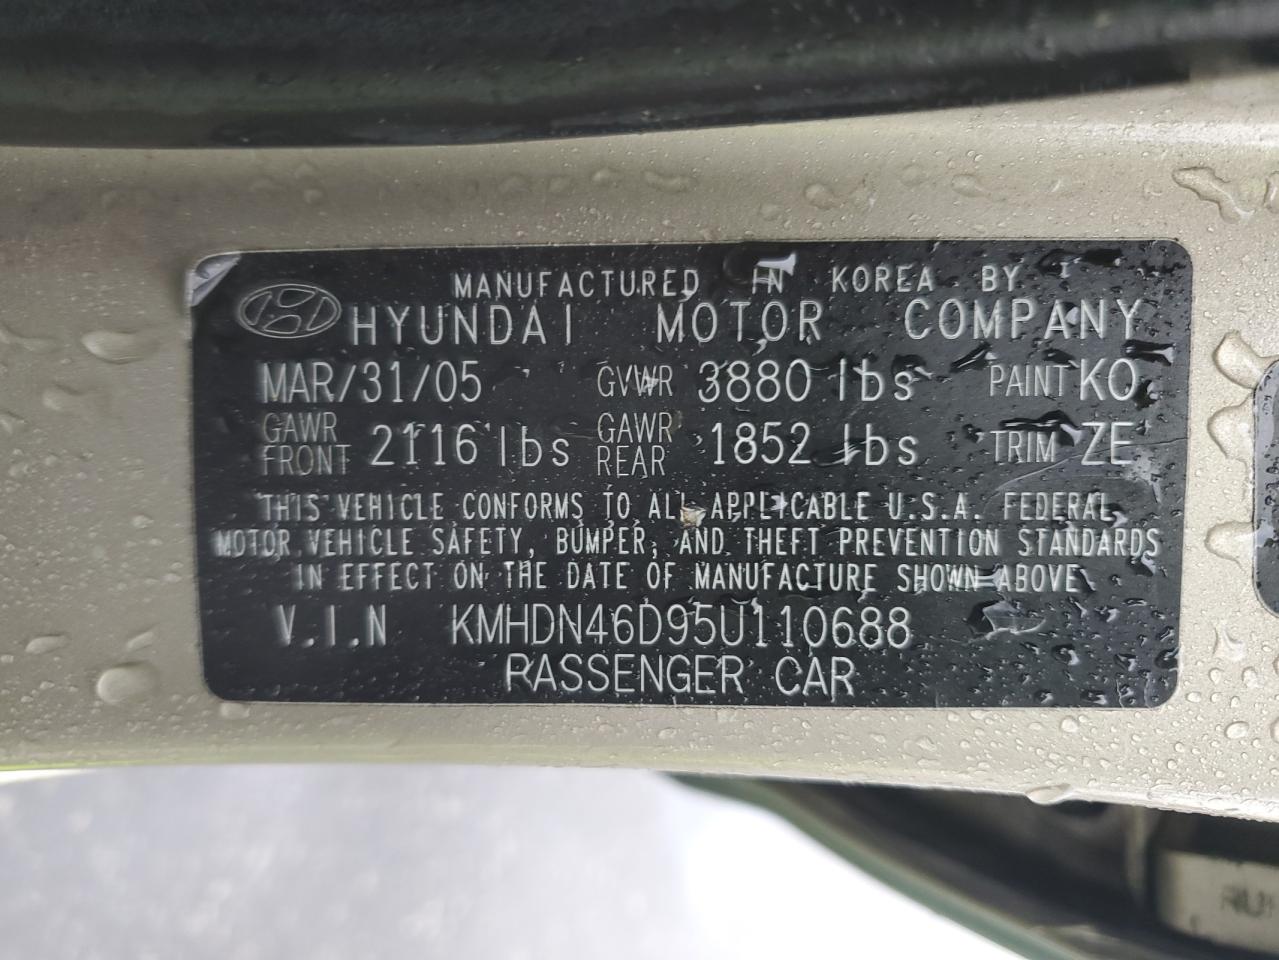 MANUFACTURED IN KOREA BY
HYUNDAI MOTOR COMPANY
MAR/31/05 GVWR 3880 lbs PAINT KO
GAWR FRONT 2116 lbs GAWR REAR 1852 lbs TRIM ZE
THIS VEHICLE CONFORMS TO ALL APPLICABLE U.S.A. FEDERAL
MOTOR VEHICLE SAFETY, BUMPER, AND THEFT PREVENTION STANDARDS
IN EFFECT ON THE DATE OF MANUFACTURE SHOWN ABOVE
V.I.N KMHDN46D95U110688
PASSENGER CAR